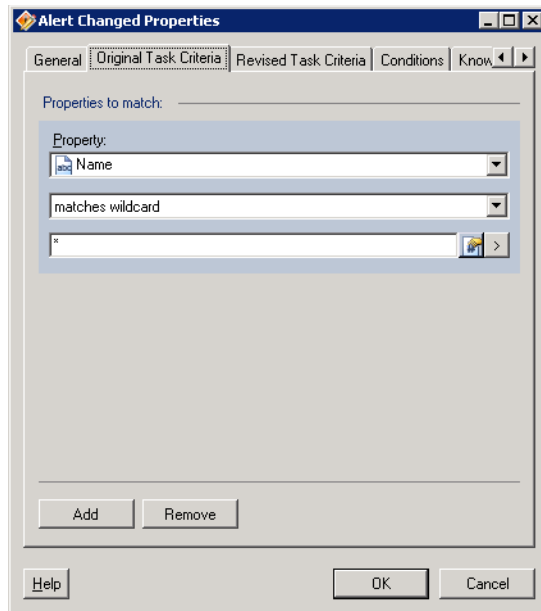 Alert Changed Properties
General Original Task Criteria Revised Task Criteria Conditions
Properties to match:
Property:
abc Name
matches wildcard
*
>
Add Remove
Help OK Cancel